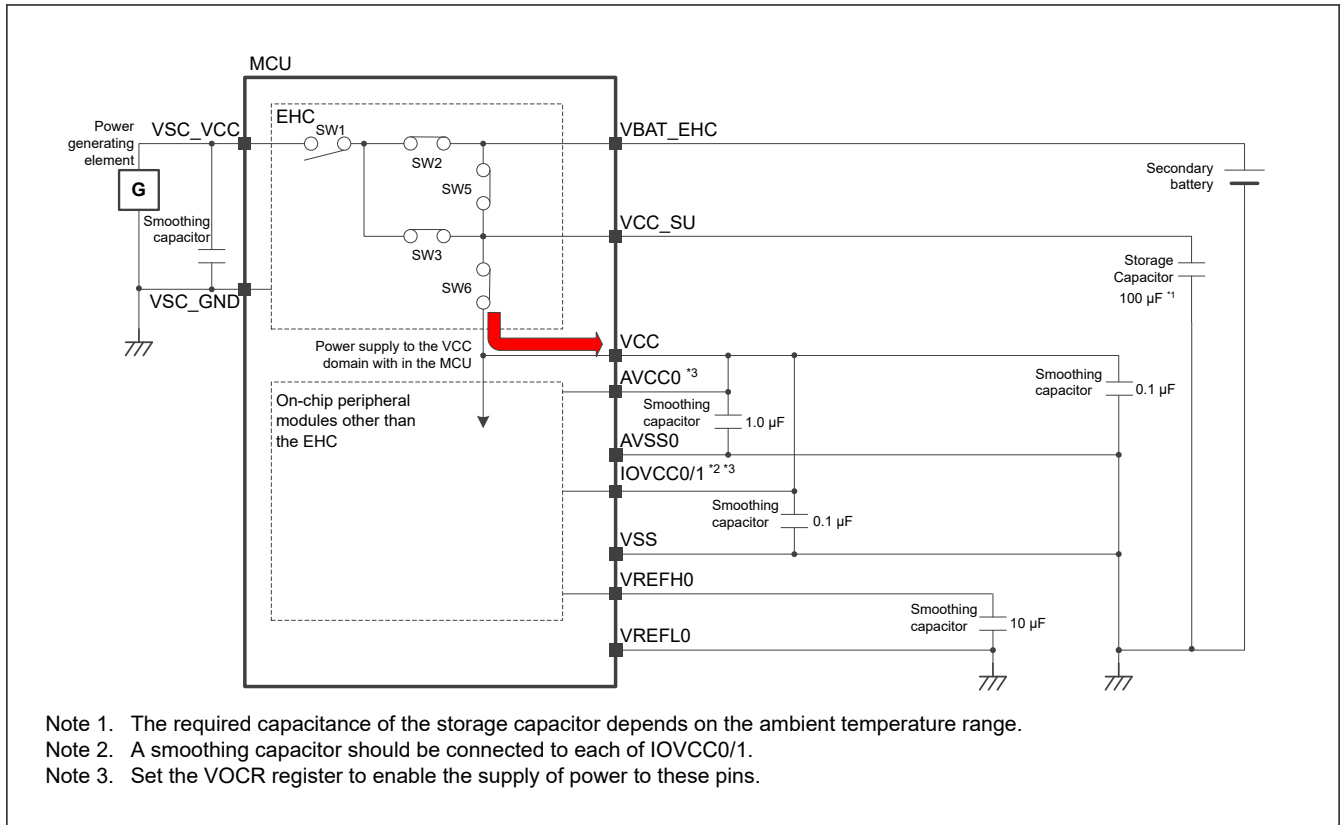 MCU
EHC
Power
generating
element
VSC_VCC
SW1
SW2
VBAT_EHC
G
SW5
Secondary
battery
Smoothing
capacitor
SW3
VCC_SU
SW6
Storage
Capacitor
100 µF *1
VSC_GND
Power supply to the VCC
domain with in the MCU
VCC
AVCC0 *3
On-chip peripheral
modules other than
the EHC
Smoothing
capacitor
1.0 µF
Smoothing
capacitor
0.1 µF
AVSS0
IOVCC0/1 *2 *3
Smoothing
capacitor
0.1 µF
VSS
VREFH0
Smoothing
capacitor
10 µF
VREFL0
Note 1. The required capacitance of the storage capacitor depends on the ambient temperature range.
Note 2. A smoothing capacitor should be connected to each of IOVCC0/1.
Note 3. Set the VOCR register to enable the supply of power to these pins.